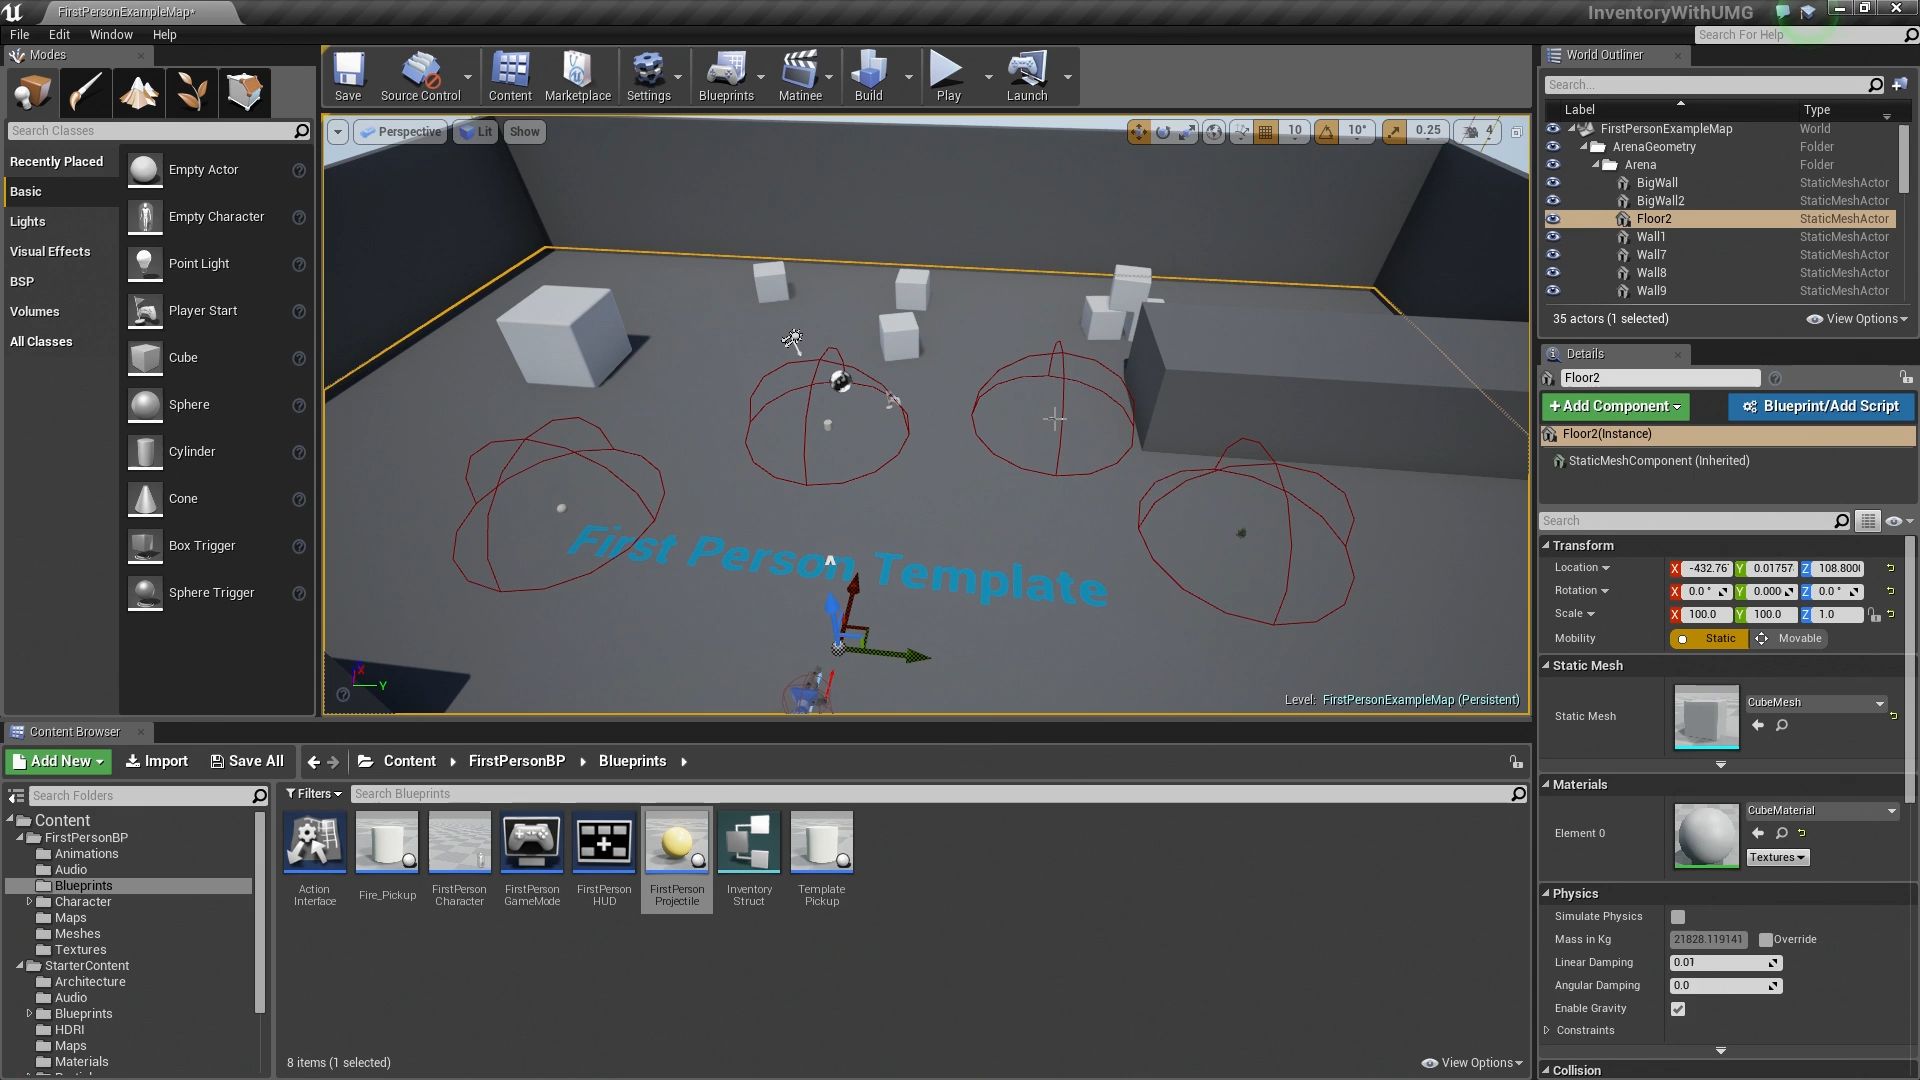 FirstPersonExampleMap*
InventoryWithUMG
File Edit Window Help
Search For Help
Modes
Search Classes
Recently Placed
Basic
Lights
Visual Effects
BSP
Volumes
All Classes
Empty Actor
Empty Character
Point Light
Player Start
Cube
Sphere
Cylinder
Cone
Box Trigger
Sphere Trigger
Save Source Control Content Marketplace Settings Blueprints Matinee Build Play Launch
Perspective Lit Show
10 10° 0.25 4
First Person Template
X
Y
Level: FirstPersonExampleMap (Persistent)
World Outliner
Search...
Label Type
FirstPersonExampleMap World
ArenaGeometry Folder
Arena Folder
BigWall StaticMeshActor
BigWall2 StaticMeshActor
Floor2 StaticMeshActor
Wall1 StaticMeshActor
Wall7 StaticMeshActor
Wall8 StaticMeshActor
Wall9 StaticMeshActor
35 actors (1 selected) View Options
Details
Floor2
+Add Component Blueprint/Add Script
Floor2(Instance)
StaticMeshComponent (Inherited)
Search
Transform
Location X -432.76 Y 0.01757 Z 108.800
Rotation X 0.0 ° Y 0.000 Z 0.0 °
Scale X 100.0 Y 100.0 Z 1.0
Mobility Static Movable
Static Mesh
Static Mesh CubeMesh
Materials
Element 0 CubeMaterial
Textures
Physics
Simulate Physics
Mass in Kg 21828.119141 Override
Linear Damping 0.01
Angular Damping 0.0
Enable Gravity
Constraints
Collision
Content Browser
Add New Import Save All Content FirstPersonBP Blueprints
Search Folders
Filters Search Blueprints
Content
FirstPersonBP
Animations
Audio
Blueprints
Character
Maps
Meshes
Textures
StarterContent
Architecture
Audio
Blueprints
HDRI
Maps
Materials
Action Interface
Fire_Pickup
FirstPerson Character
FirstPerson GameMode
FirstPerson HUD
FirstPerson Projectile
Inventory Struct
Template Pickup
8 items (1 selected) View Options